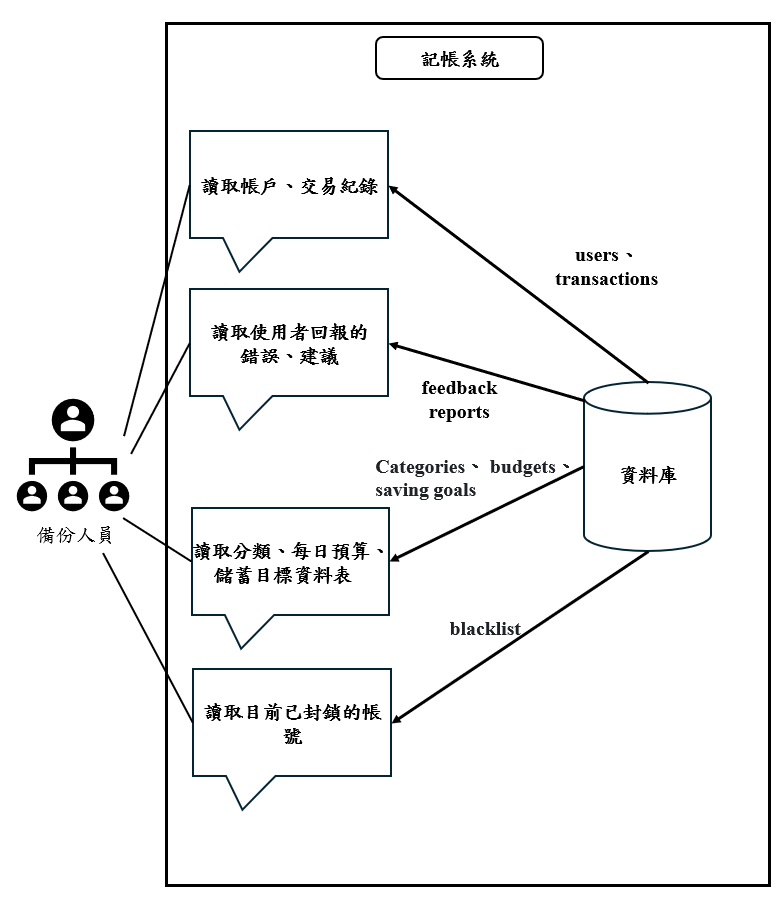 記帳系統
讀取帳戶、交易紀錄
users、
transactions
讀取使用者回報的
錯誤、建議
feedback
reports
Categories、 budgets、
saving goals
資料庫
備份人員
讀取分類、每日預算、
儲蓄目標資料表
blacklist
讀取目前已封鎖的帳
號